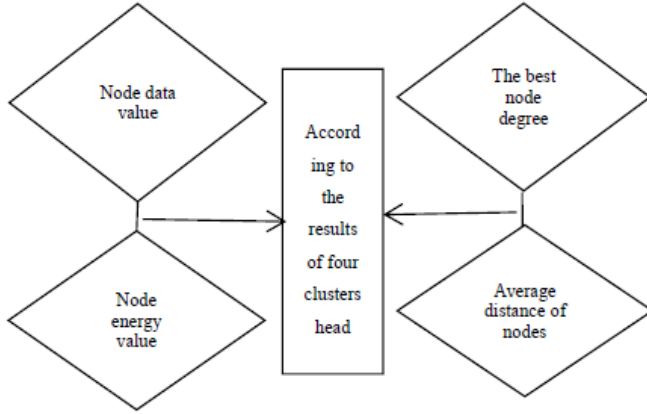 Node data
value
The best
node
degree
Accord
ing to
the
results
of four
clusters
head
Node
energy
value
Average
distance of
nodes